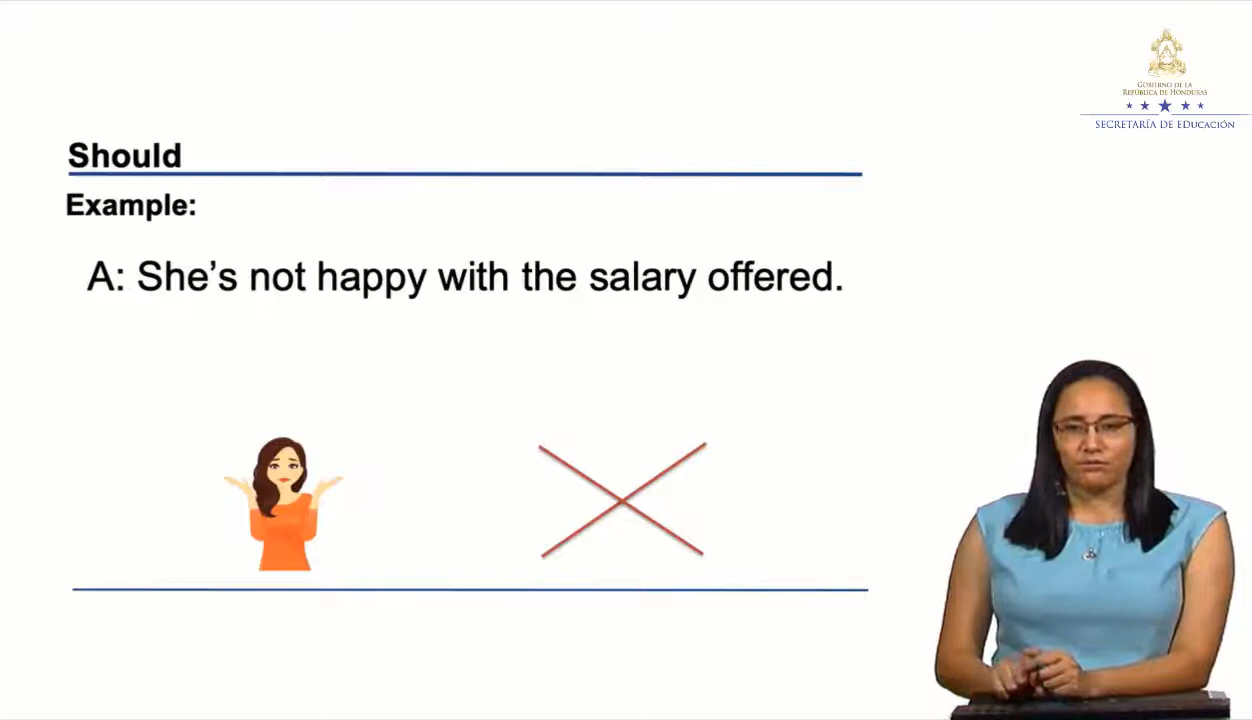 GOBIERNO DE LA
REPÚBLICA DE HONDURAS
SECRETARÍA DE EDUCACIÓN
Should
Example:
A: She’s not happy with the salary offered.